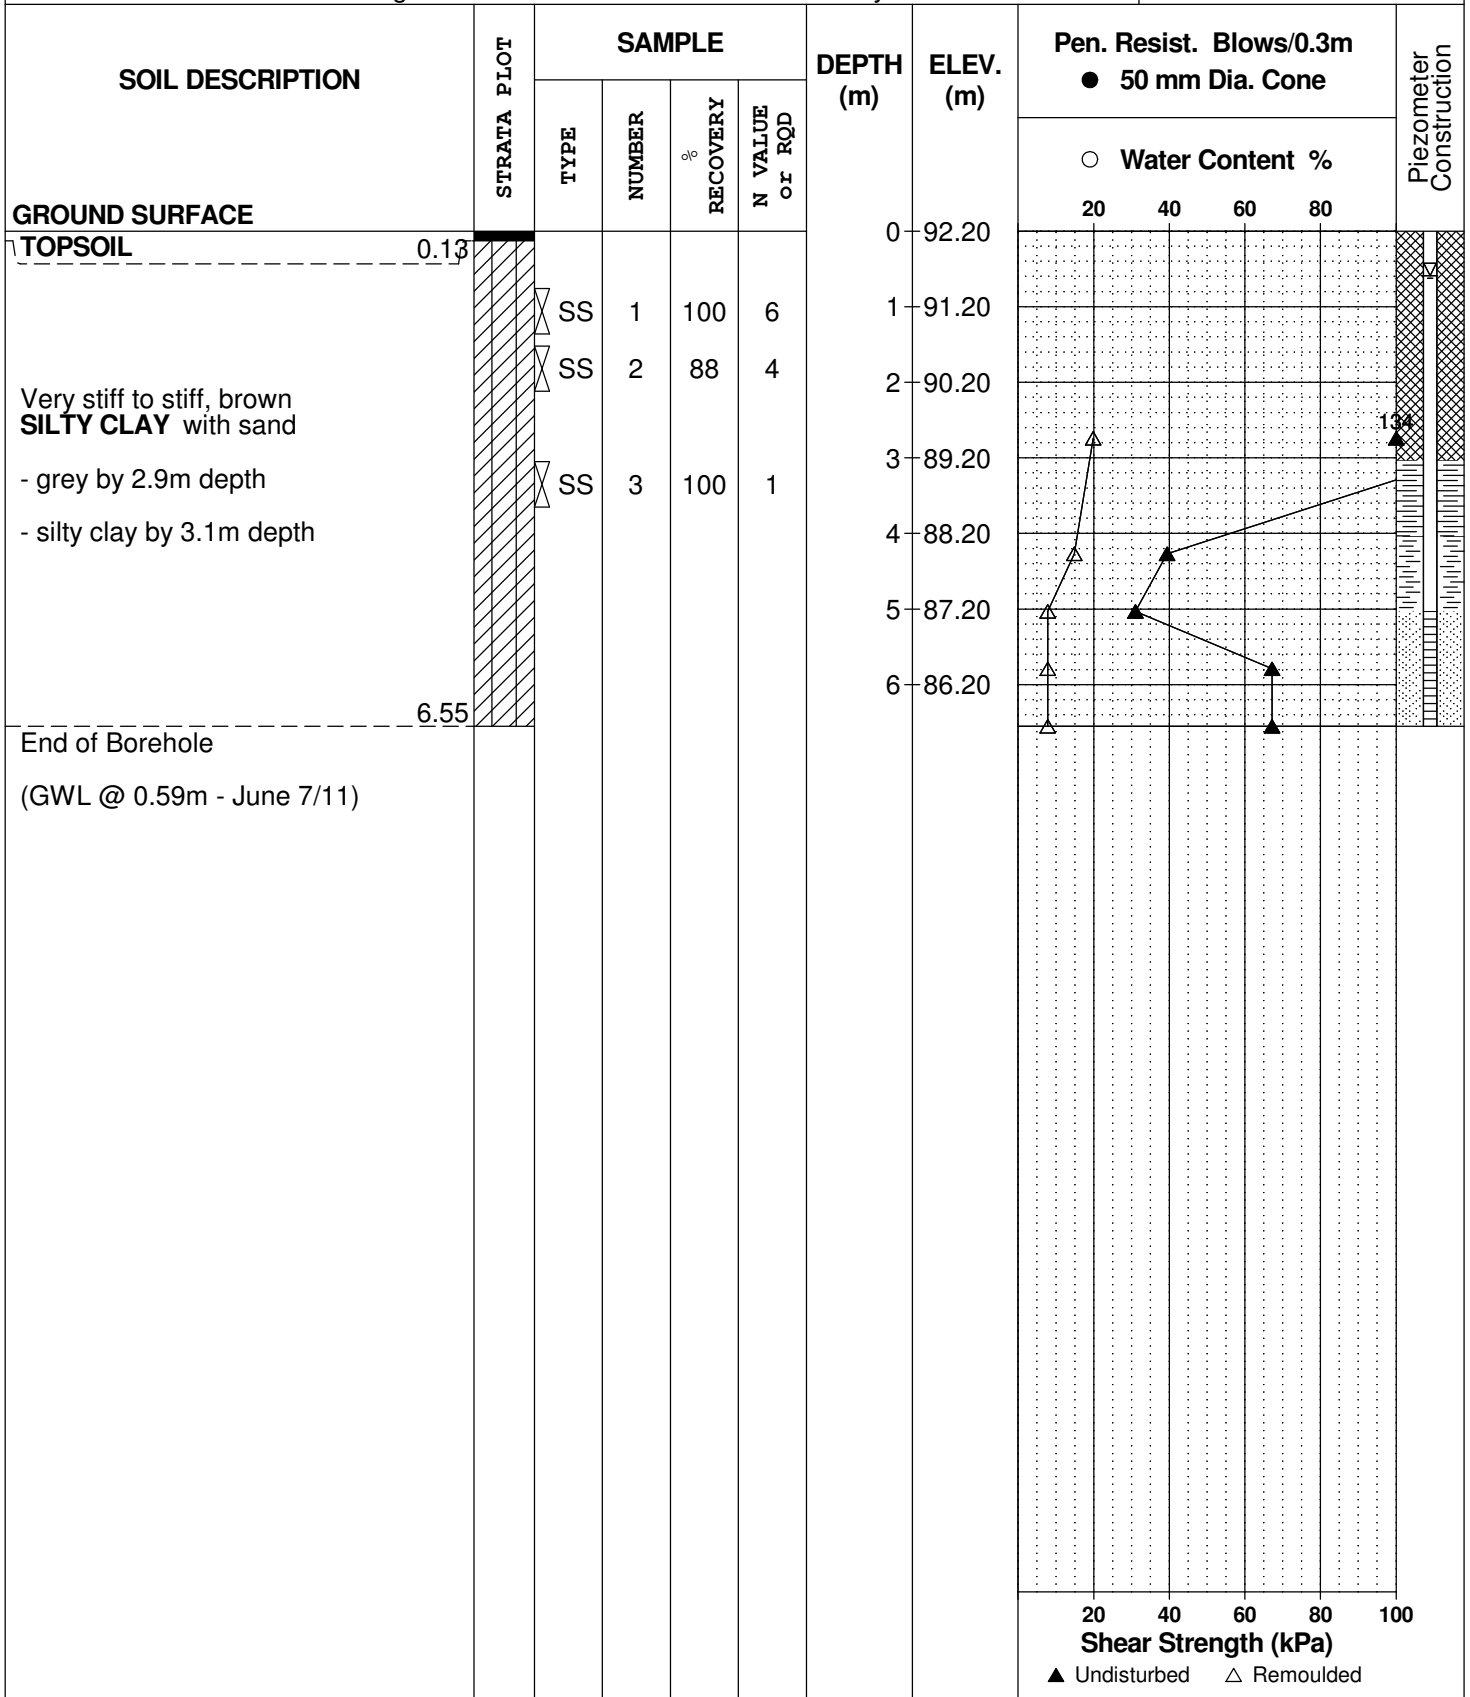 SOIL DESCRIPTION
STRATA PLOT
SAMPLE
TYPE
NUMBER
% RECOVERY
N VALUE or RQD
DEPTH (m)
ELEV. (m)
Pen. Resist. Blows/0.3m
● 50 mm Dia. Cone
○ Water Content %
20 40 60 80
Piezometer Construction
GROUND SURFACE
0 92.20
TOPSOIL 0.13
SS 1 100 6
1 91.20
SS 2 88 4
2 90.20
Very stiff to stiff, brown
SILTY CLAY with sand
134
3 89.20
- grey by 2.9m depth
SS 3 100 1
- silty clay by 3.1m depth
4 88.20
5 87.20
6 86.20
6.55
End of Borehole
(GWL @ 0.59m - June 7/11)
20 40 60 80 100
Shear Strength (kPa)
▲ Undisturbed △ Remoulded